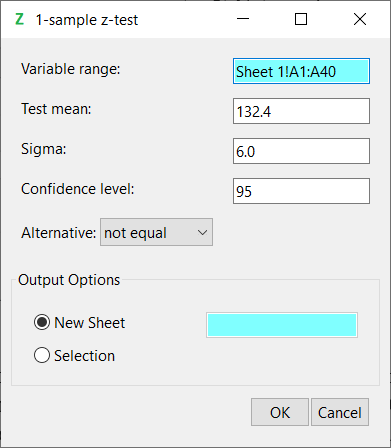 Z 1-sample z-test
Variable range: Sheet 1!A1:A40
Test mean: 132.4
Sigma: 6.0
Confidence level: 95
Alternative: not equal
Output Options
New Sheet
Selection
OK Cancel